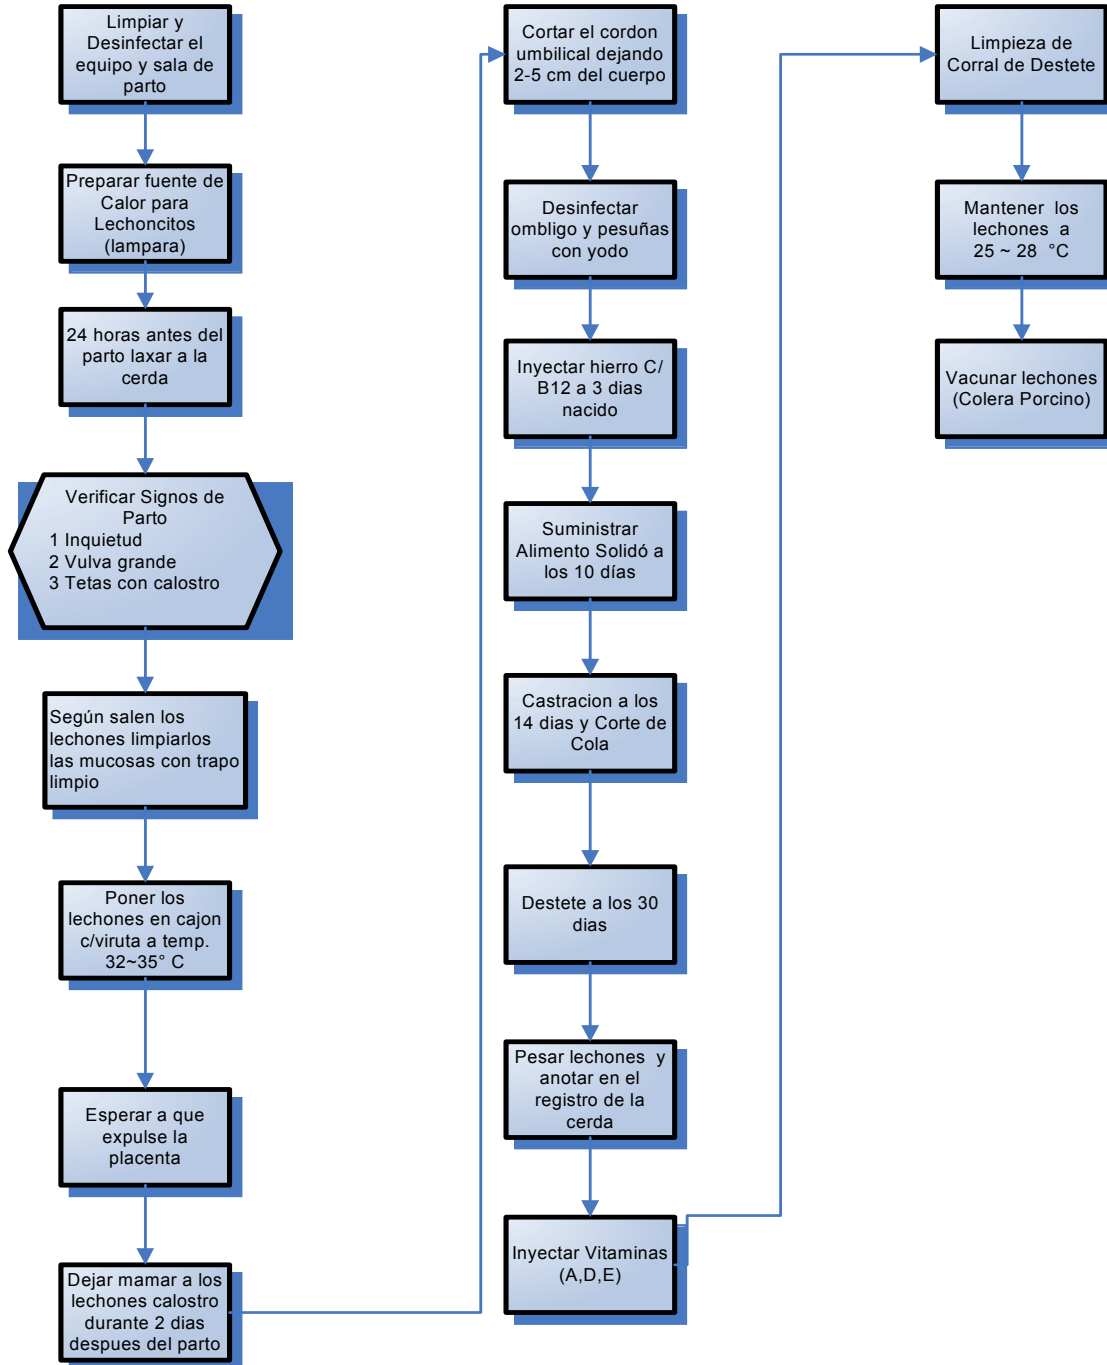 Limpiar y
Desinfectar el
equipo y sala de
parto
Preparar fuente de
Calor para
Lechoncitos
(lampara)
24 horas antes del
parto laxar a la
cerda
Verificar Signos de
Parto
1 Inquietud
2 Vulva grande
3 Tetas con calostro
Según salen los
lechones limpiarlos
las mucosas con trapo
limpio
Poner los
lechones en cajon
c/viruta a temp.
32~35° C
Esperar a que
expulse la
placenta
Dejar mamar a los
lechones calostro
durante 2 dias
despues del parto
Cortar el cordon
umbilical dejando
2-5 cm del cuerpo
Desinfectar
ombligo y pesuñas
con yodo
Inyectar hierro C/
B12 a 3 dias
nacido
Suministrar
Alimento Solidó a
los 10 días
Castracion a los
14 dias y Corte de
Cola
Destete a los 30
dias
Pesar lechones y
anotar en el
registro de la
cerda
Inyectar Vitaminas
(A,D,E)
Limpieza de
Corral de Destete
Mantener los
lechones a
25 ~ 28 °C
Vacunar lechones
(Colera Porcino)